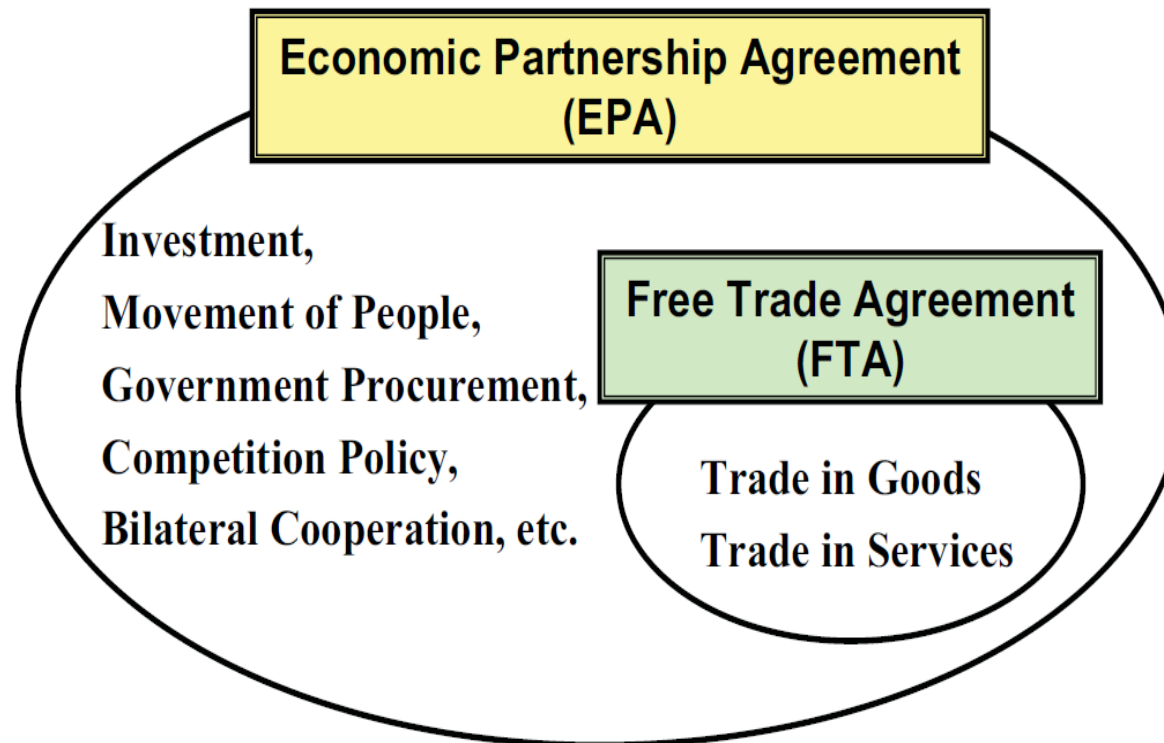 Economic Partnership Agreement
(EPA)
Investment,
Movement of People,
Government Procurement,
Competition Policy,
Bilateral Cooperation, etc.
Free Trade Agreement
(FTA)
Trade in Goods
Trade in Services